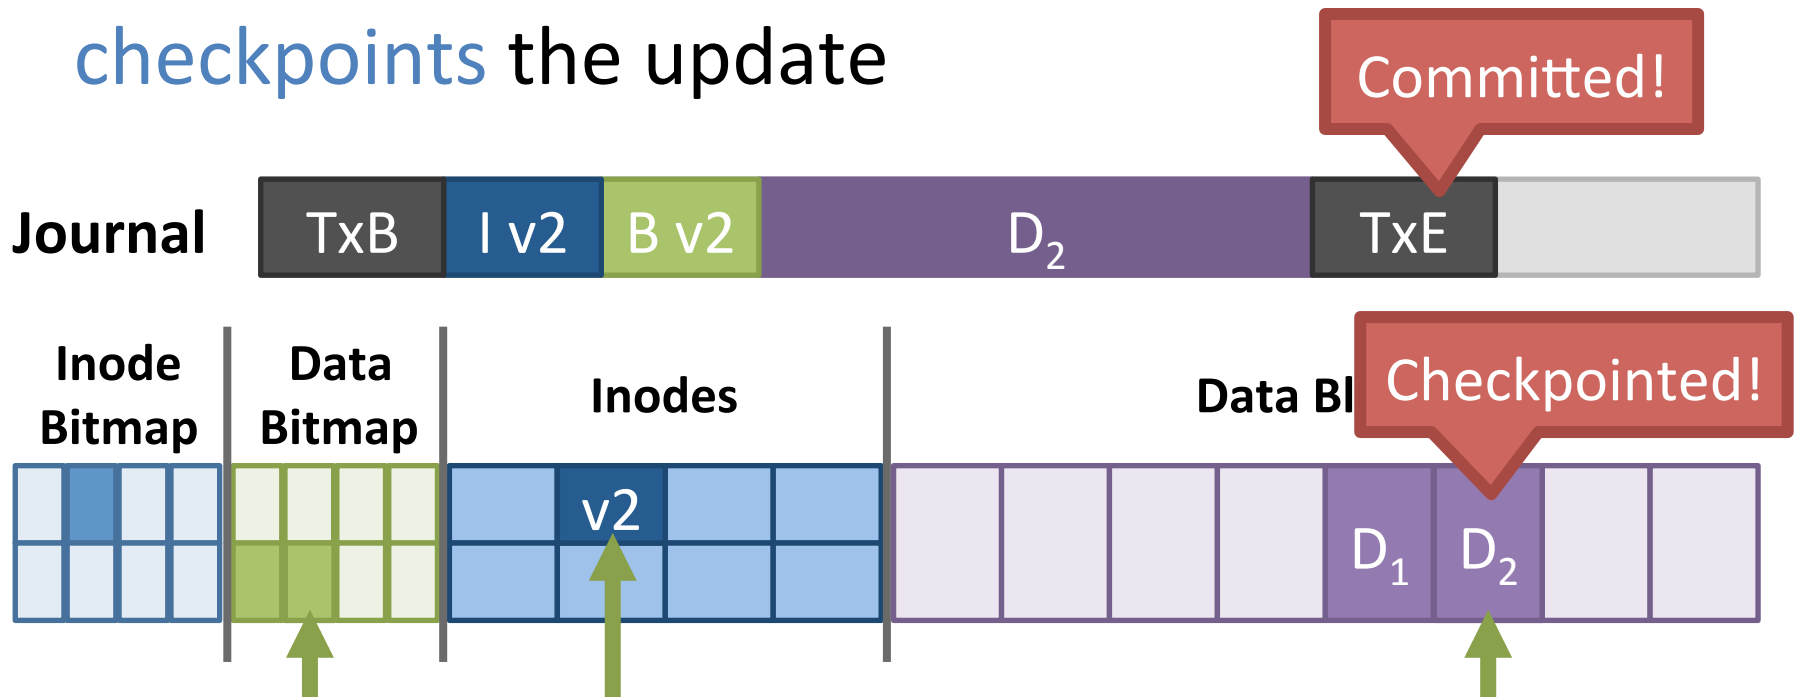 checkpoints the update
Committed!
Journal
TxB
I v2
B v2
D2
TxE
Inode
Bitmap
Data
Bitmap
Inodes
Data Bl
Checkpointed!
v2
D1
D2